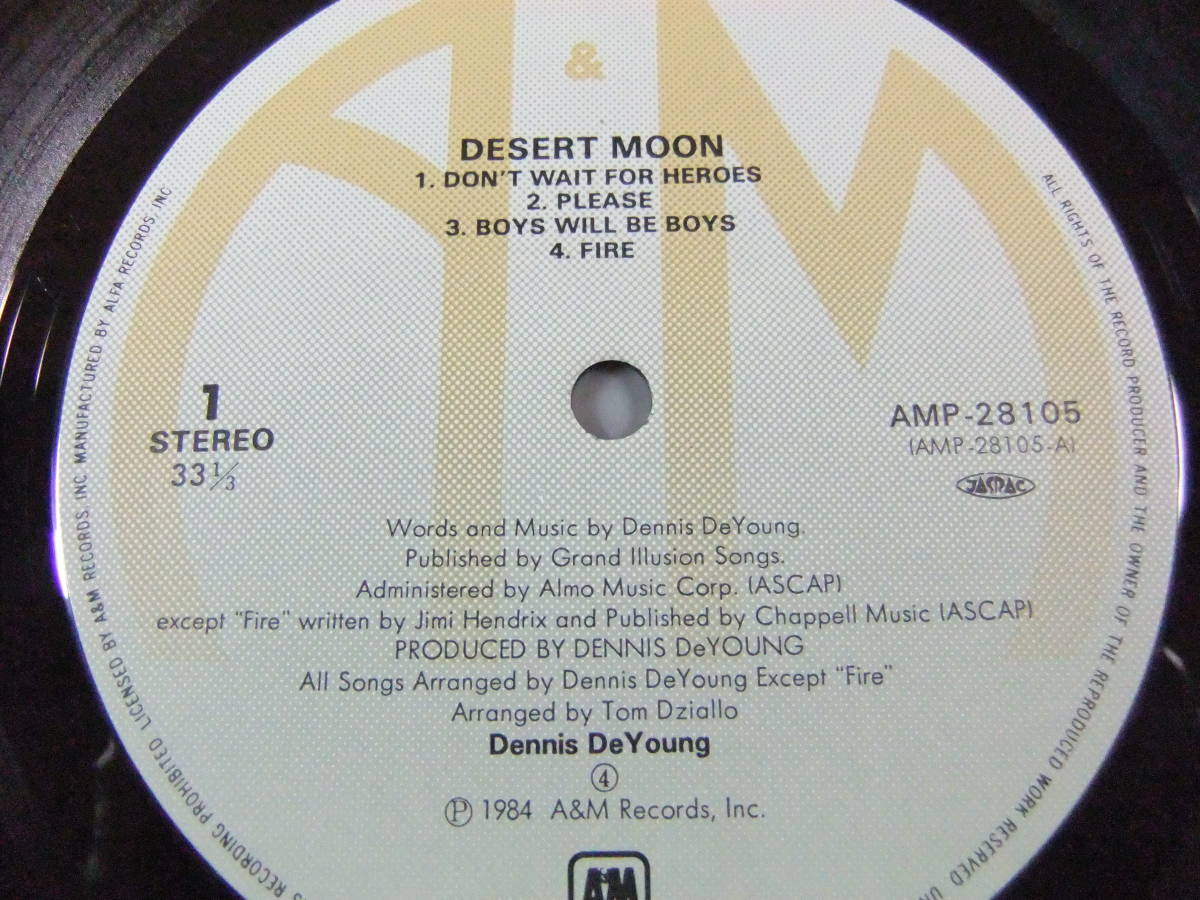 &
DESERT MOON
1. DON'T WAIT FOR HEROES
2. PLEASE
3. BOYS WILL BE BOYS
4. FIRE
1
STEREO
33⅓
AMP-28105
(AMP-28105-A)
JASRAC
Words and Music by Dennis DeYoung.
Published by Grand Illusion Songs.
Administered by Almo Music Corp. (ASCAP)
except "Fire" written by Jimi Hendrix and Published by Chappell Music (ASCAP)
PRODUCED BY DENNIS DeYOUNG
All Songs Arranged by Dennis DeYoung Except "Fire"
Arranged by Tom Dziallo
Dennis DeYoung
④
Ⓟ 1984 A&M Records, Inc.
A&M
RECORDING PROHIBITED LICENSED BY A&M RECORDS, INC. MANUFACTURED BY ALFA RECORDS, INC
ALL RIGHTS OF THE RECORD PRODUCER AND THE OWNER OF THE REPRODUCED WORK RESERVED